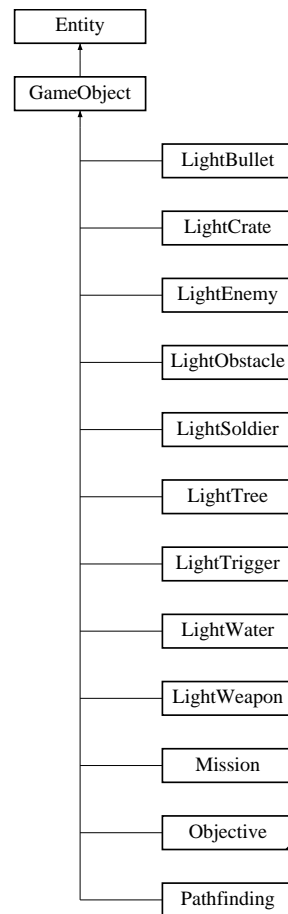 Entity
GameObject
LightBullet
LightCrate
LightEnemy
LightObstacle
LightSoldier
LightTree
LightTrigger
LightWater
LightWeapon
Mission
Objective
Pathfinding